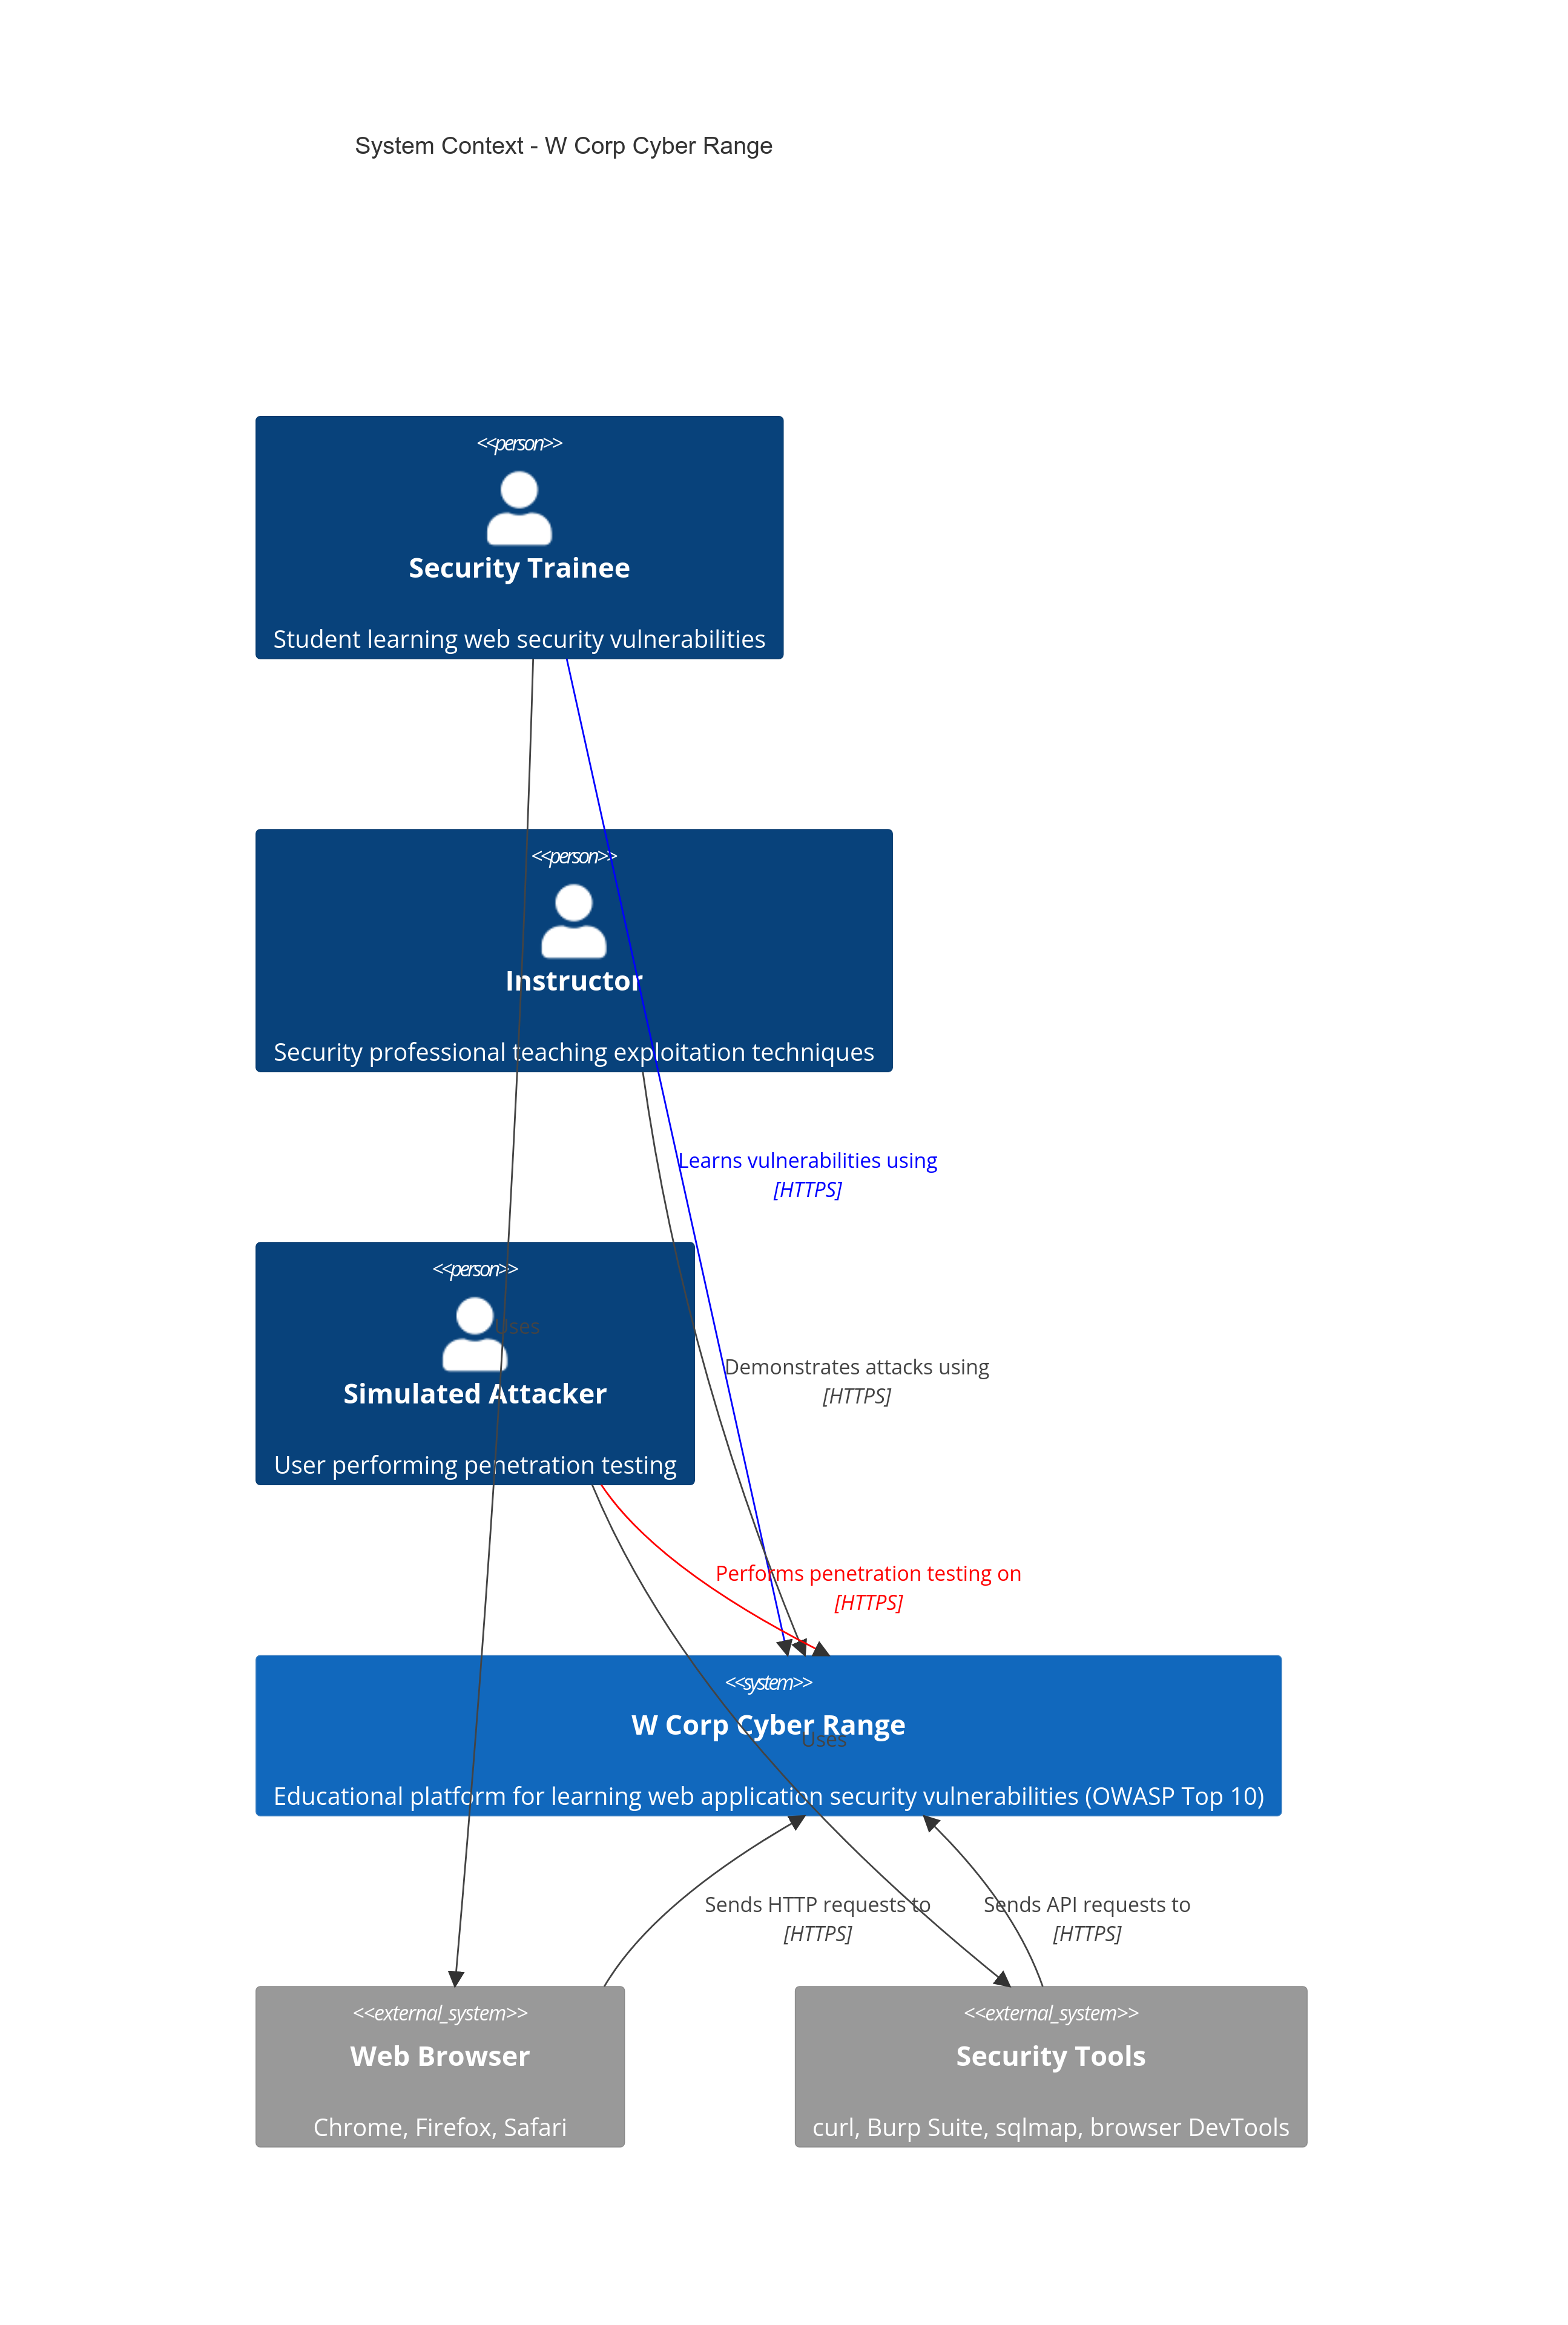 System Context - W Corp Cyber Range
<<person>>
Security Trainee
Student learning web security vulnerabilities
<<person>>
Instructor
Security professional teaching exploitation techniques
Learns vulnerabilities using
[HTTPS]
<<person>>
Uses
Simulated Attacker
User performing penetration testing
Demonstrates attacks using
[HTTPS]
Performs penetration testing on
[HTTPS]
<<system>>
W Corp Cyber Range
Uses
Educational platform for learning web application security vulnerabilities (OWASP Top 10)
Sends HTTP requests to
[HTTPS]
Sends API requests to
[HTTPS]
<<external_system>>
Web Browser
Chrome, Firefox, Safari
<<external_system>>
Security Tools
curl, Burp Suite, sqlmap, browser DevTools